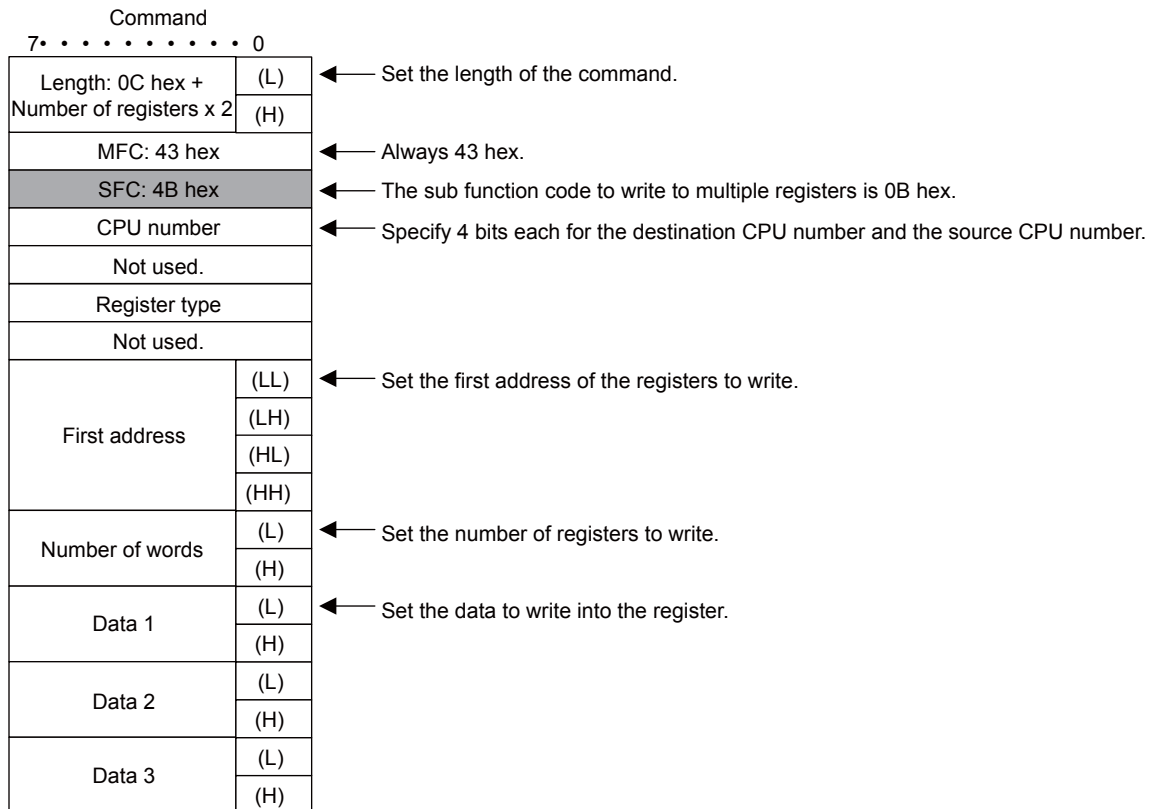 Command
7• • • • • • • • • • 0
Length: 0C hex +
Number of registers x 2
(L)
(H)
Set the length of the command.
MFC: 43 hex
Always 43 hex.
SFC: 4B hex
The sub function code to write to multiple registers is 0B hex.
CPU number
Specify 4 bits each for the destination CPU number and the source CPU number.
Not used.
Register type
Not used.
First address
(LL)
(LH)
(HL)
(HH)
Set the first address of the registers to write.
Number of words
(L)
(H)
Set the number of registers to write.
Data 1
(L)
(H)
Set the data to write into the register.
Data 2
(L)
(H)
Data 3
(L)
(H)